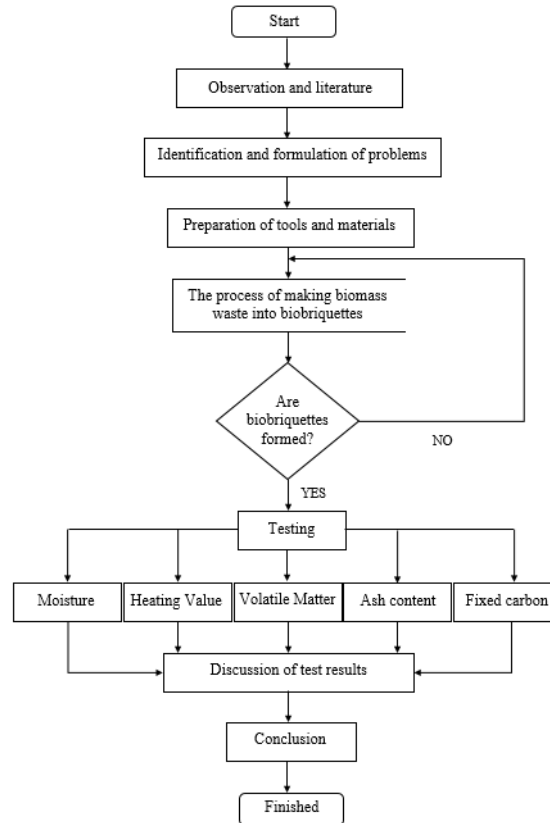 Start
Observation and literature
Identification and formulation of problems
Preparation of tools and materials
The process of making biomass
waste into biobriquettes
Are
biobriquettes
formed?
NO
YES
Testing
Moisture
Heating Value
Volatile Matter
Ash content
Fixed carbon
Discussion of test results
Conclusion
Finished